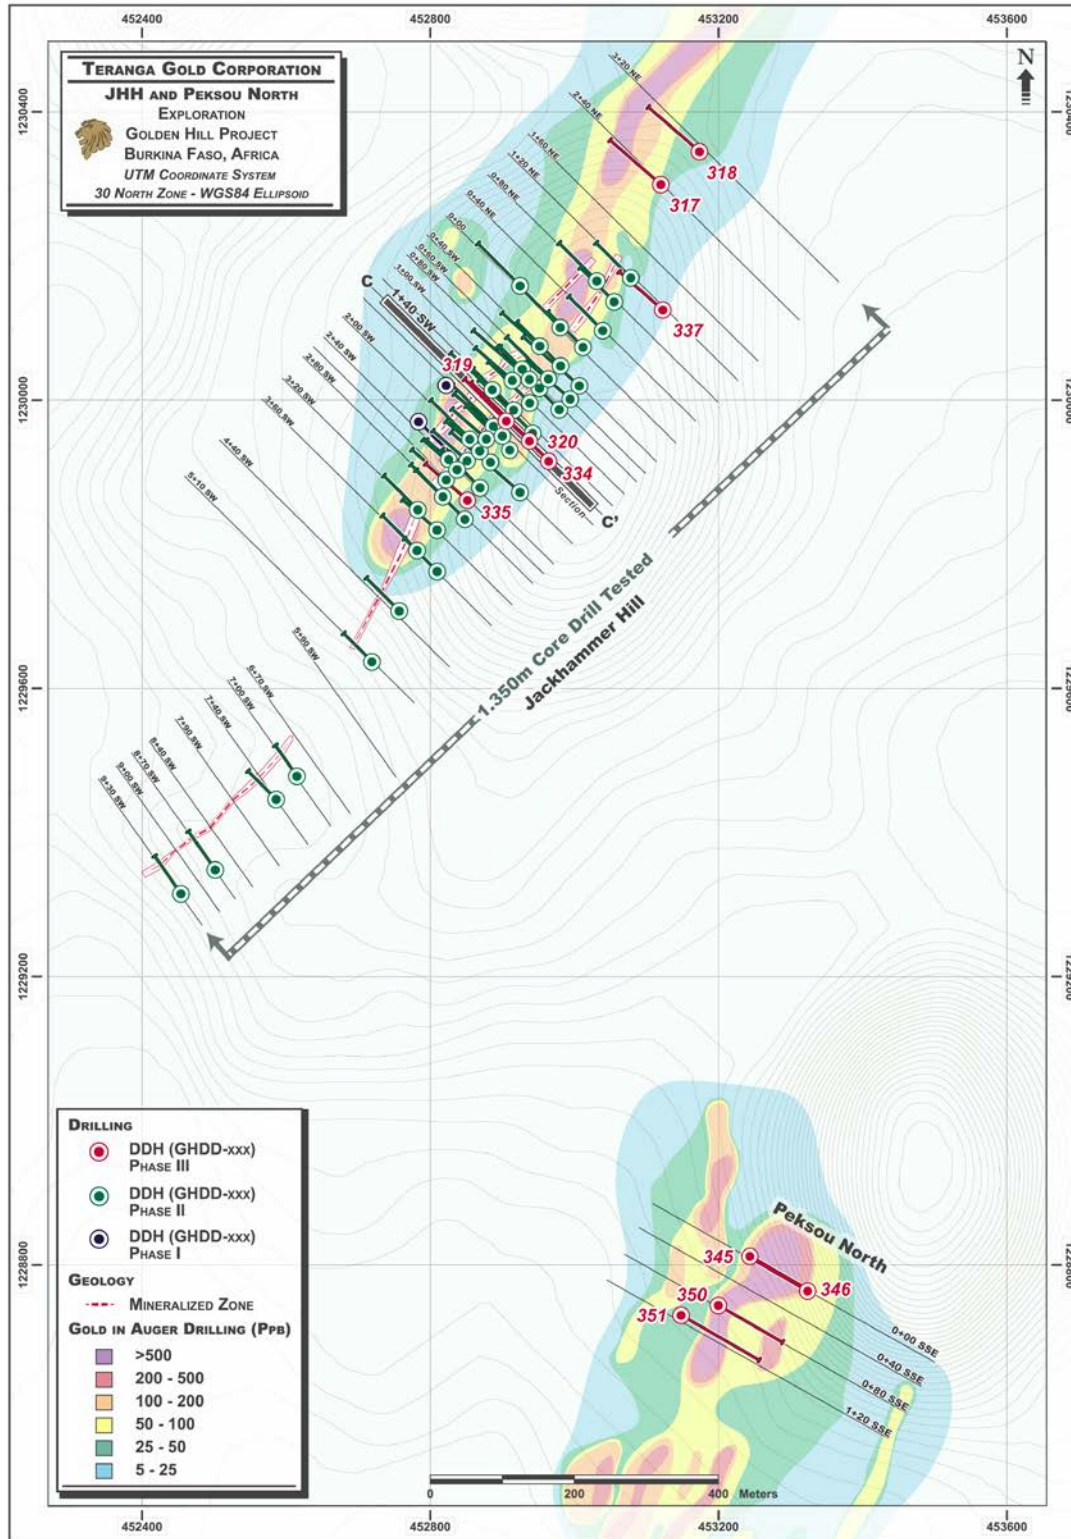 452400
452800
453200
453600
TERANGA GOLD CORPORATION
JHH AND PEKSOU NORTH
EXPLORATION
GOLDEN HILL PROJECT
BURKINA FASO, AFRICA
UTM COORDINATE SYSTEM
30 NORTH ZONE - WGS84 ELLIPSOID
N
1230400
1230400
3+20 NE
2+40 NE
1+60 NE
1+20 NE
0+80 NE
0+40 NE
0+00
0+40 SW
0+60 SW
0+80 SW
1+00 SW
C
1+40 SW
2+00 SW
2+40 SW
2+80 SW
3+20 SW
3+60 SW
4+40 SW
5+10 SW
318
317
337
319
320
334
335
Section
C'
1230000
1230000
1.350m Core Drill Tested
Jackhammer Hill
1229600
1229600
5+90 SW
6+70 SW
7+00 SW
7+40 SW
7+90 SW
8+40 SW
8+70 SW
9+00 SW
9+30 SW
1229200
1229200
DRILLING
DDH (GHDD-XXX)
PHASE III
DDH (GHDD-XXX)
PHASE II
DDH (GHDD-XXX)
PHASE I
GEOLOGY
MINERALIZED ZONE
GOLD IN AUGER DRILLING (PPB)
>500
200 - 500
100 - 200
50 - 100
25 - 50
5 - 25
Peksou North
345
346
350
351
0+00 SSE
0+40 SSE
0+80 SSE
1+20 SSE
1228800
1228800
0
200
400
Meters
452400
452800
453200
453600